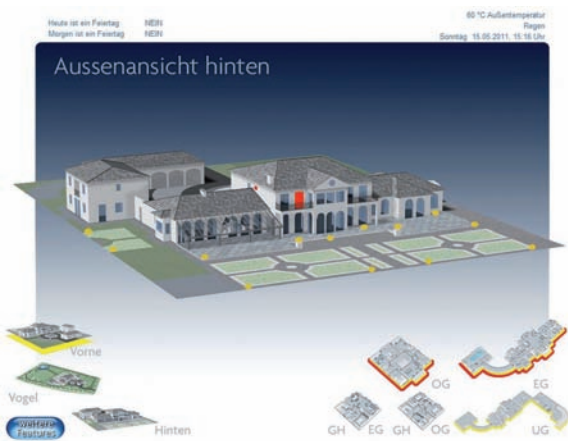 Heute ist ein Feiertag NEIN
Morgen ist ein Feiertag NEIN
60 °C Außentemperatur
Regen
Sonntag 15.05.2011, 15:16 Uhr
Aussenansicht hinten
Vorne
Vogel
Hinten
weitere
Features
OG
EG
GH EG
GH OG
UG